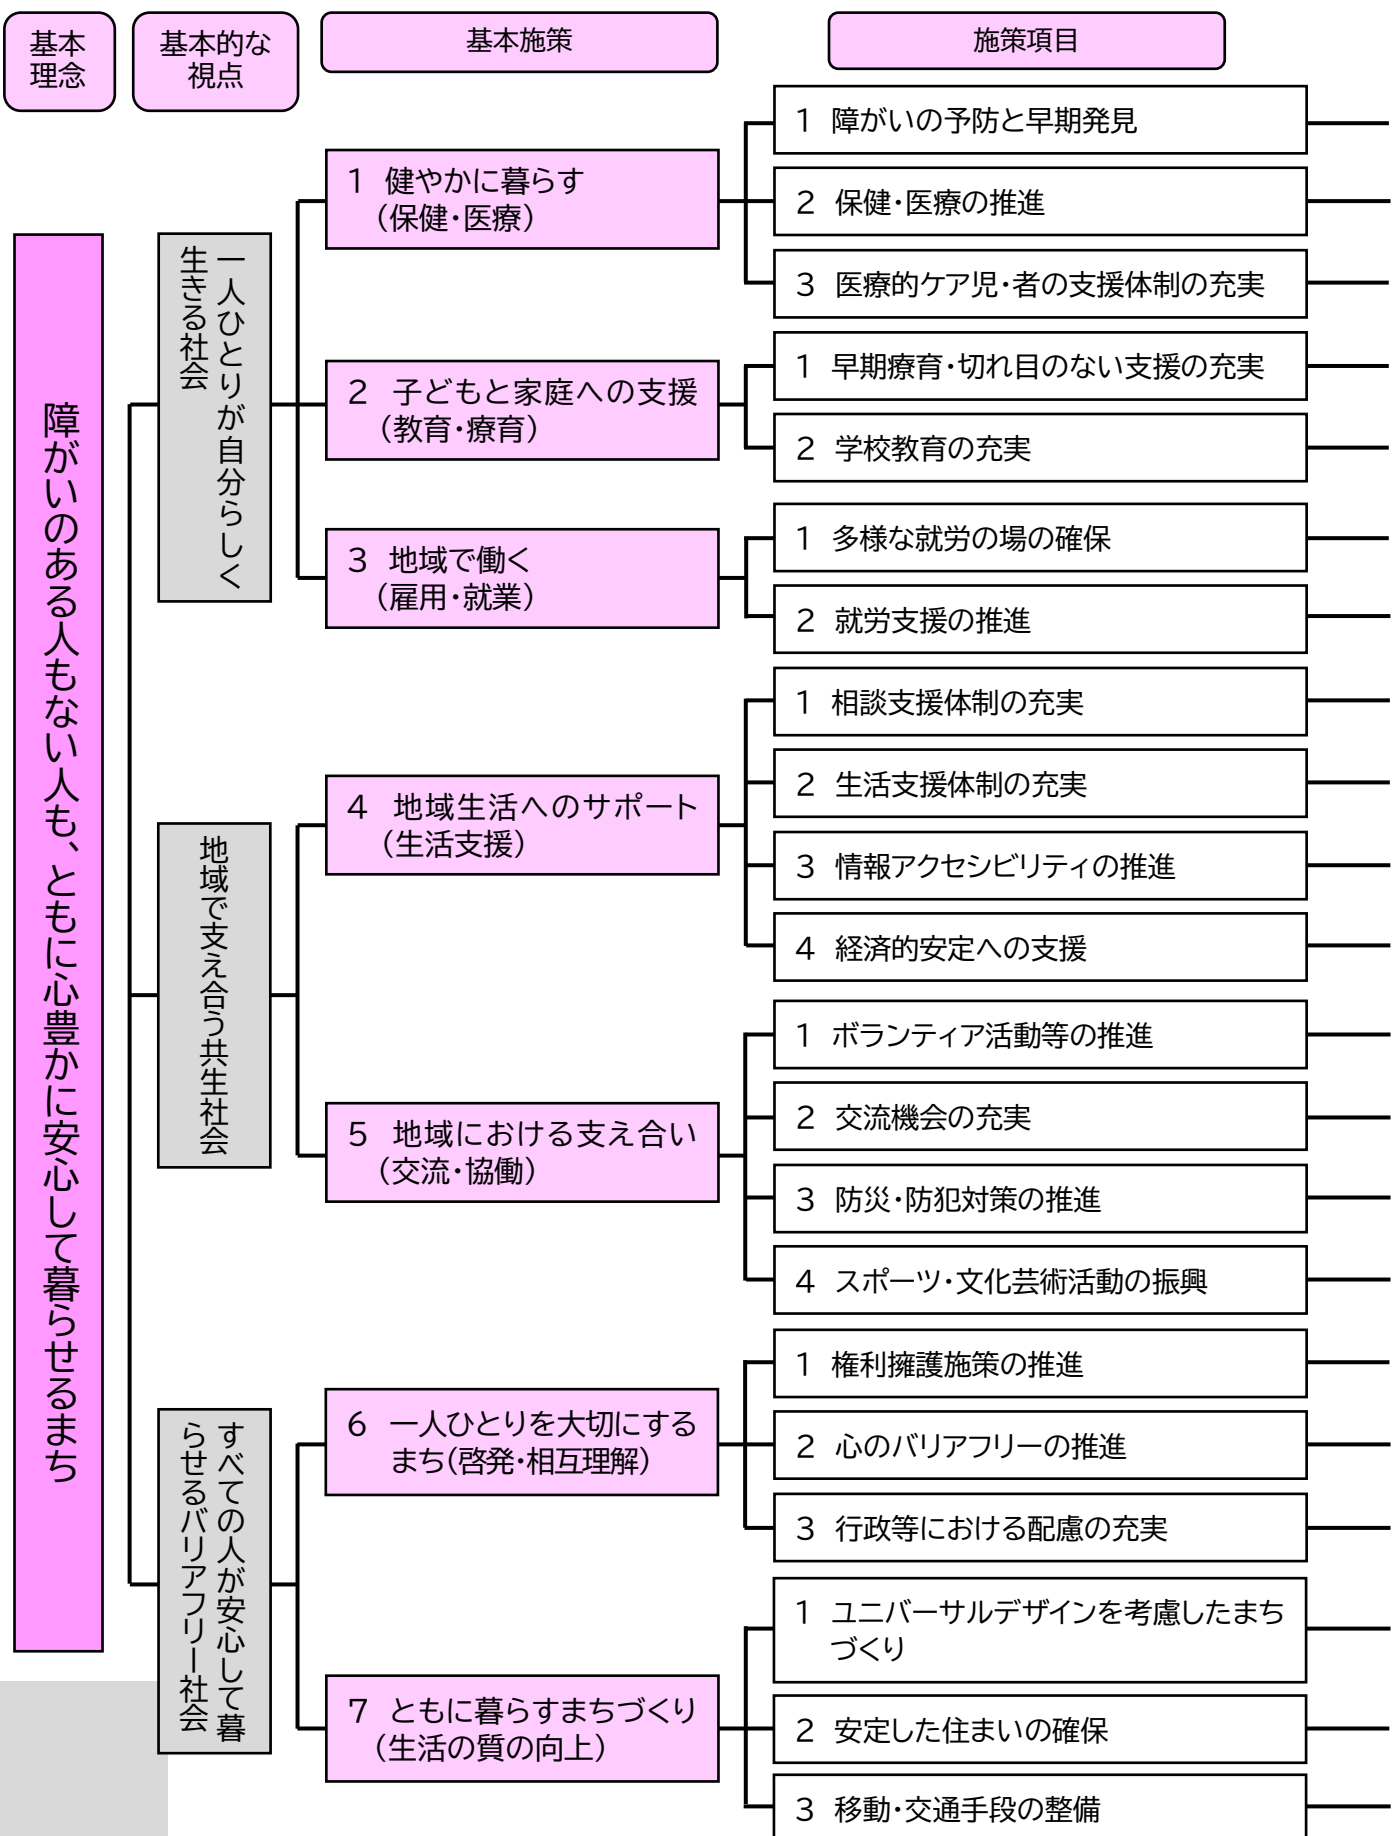 基本
理念
基本的な
視点
基本施策
施策項目
障がいのある人もない人も、ともに心豊かに安心して暮らせるまち
一人ひとりが自分らしく
生きる社会
1 健やかに暮らす
（保健・医療）
1 障がいの予防と早期発見
2 保健・医療の推進
3 医療的ケア児・者の支援体制の充実
2 子どもと家庭への支援
（教育・療育）
1 早期療育・切れ目のない支援の充実
2 学校教育の充実
3 地域で働く
（雇用・就業）
1 多様な就労の場の確保
2 就労支援の推進
地域で支え合う共生社会
4 地域生活へのサポート
（生活支援）
1 相談支援体制の充実
2 生活支援体制の充実
3 情報アクセシビリティの推進
4 経済的安定への支援
5 地域における支え合い
（交流・協働）
1 ボランティア活動等の推進
2 交流機会の充実
3 防災・防犯対策の推進
4 スポーツ・文化芸術活動の振興
すべての人が安心して暮
らせるバリアフリー社会
6 一人ひとりを大切にする
まち（啓発・相互理解）
1 権利擁護施策の推進
2 心のバリアフリーの推進
3 行政等における配慮の充実
7 ともに暮らすまちづくり
（生活の質の向上）
1 ユニバーサルデザインを考慮したまち
づくり
2 安定した住まいの確保
3 移動・交通手段の整備